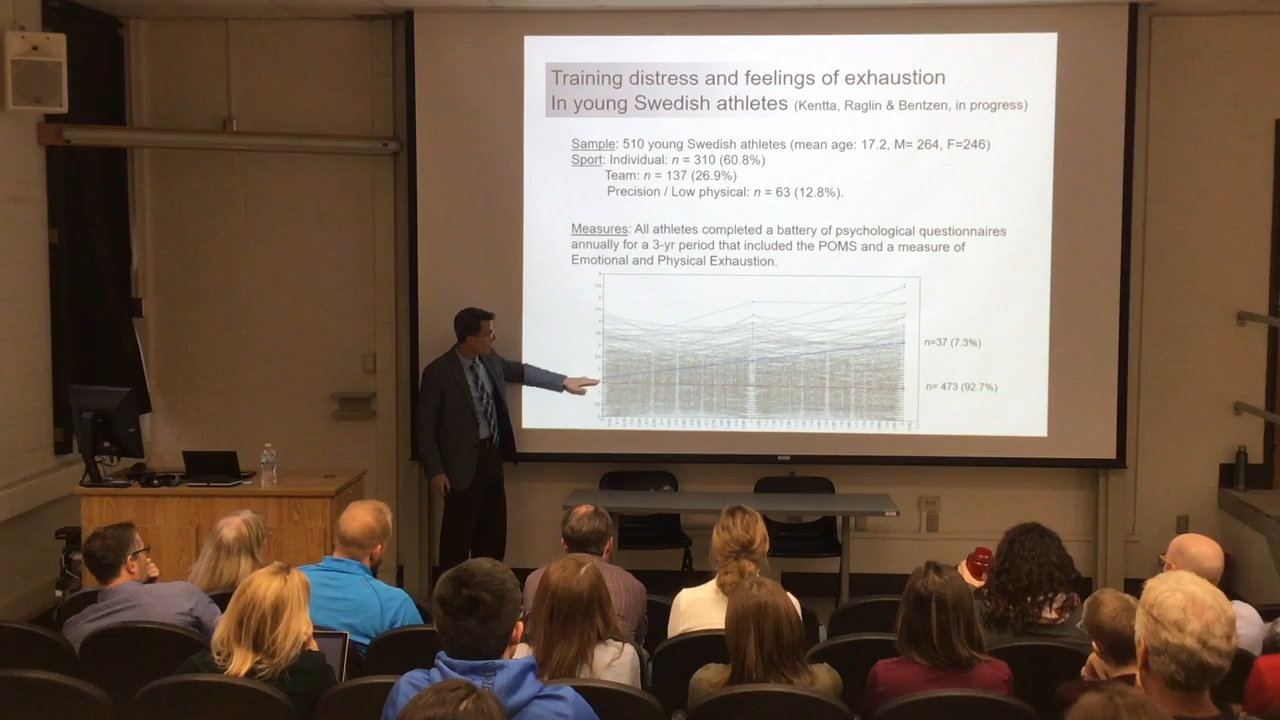 Training distress and feelings of exhaustion
In young Swedish athletes (Kentta, Raglin & Bentzen, in progress)
Sample: 510 young Swedish athletes (mean age: 17.2, M= 264, F=246)
Sport: Individual: n = 310 (60.8%)
Team: n = 137 (26.9%)
Precision / Low physical: n = 63 (12.8%).
Measures: All athletes completed a battery of psychological questionnaires
annually for a 3-yr period that included the POMS and a measure of
Emotional and Physical Exhaustion.
n=37 (7.3%)
n= 473 (92.7%)